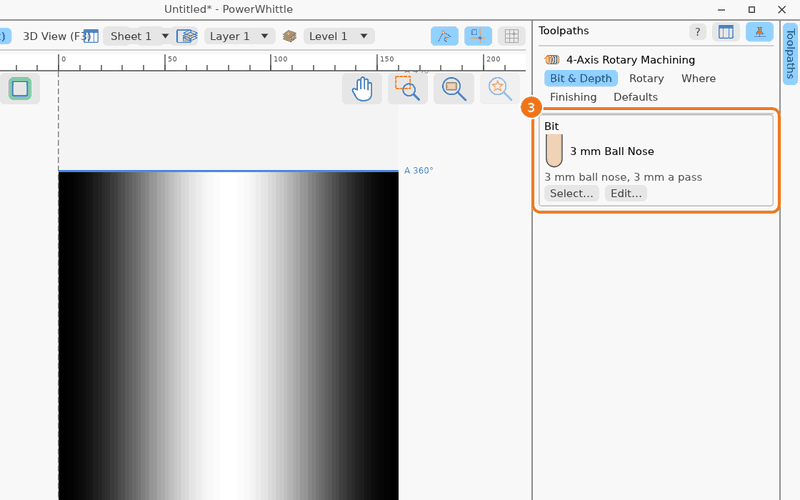 Untitled* - PowerWhittle
3D View (F3)
Sheet 1
Layer 1
Level 1
0
50
100
150
200
A 360°
Toolpaths
?
Toolpaths
4-Axis Rotary Machining
Bit & Depth
Rotary
Where
Finishing
Defaults
3
Bit
3 mm Ball Nose
3 mm ball nose, 3 mm a pass
Select...
Edit...